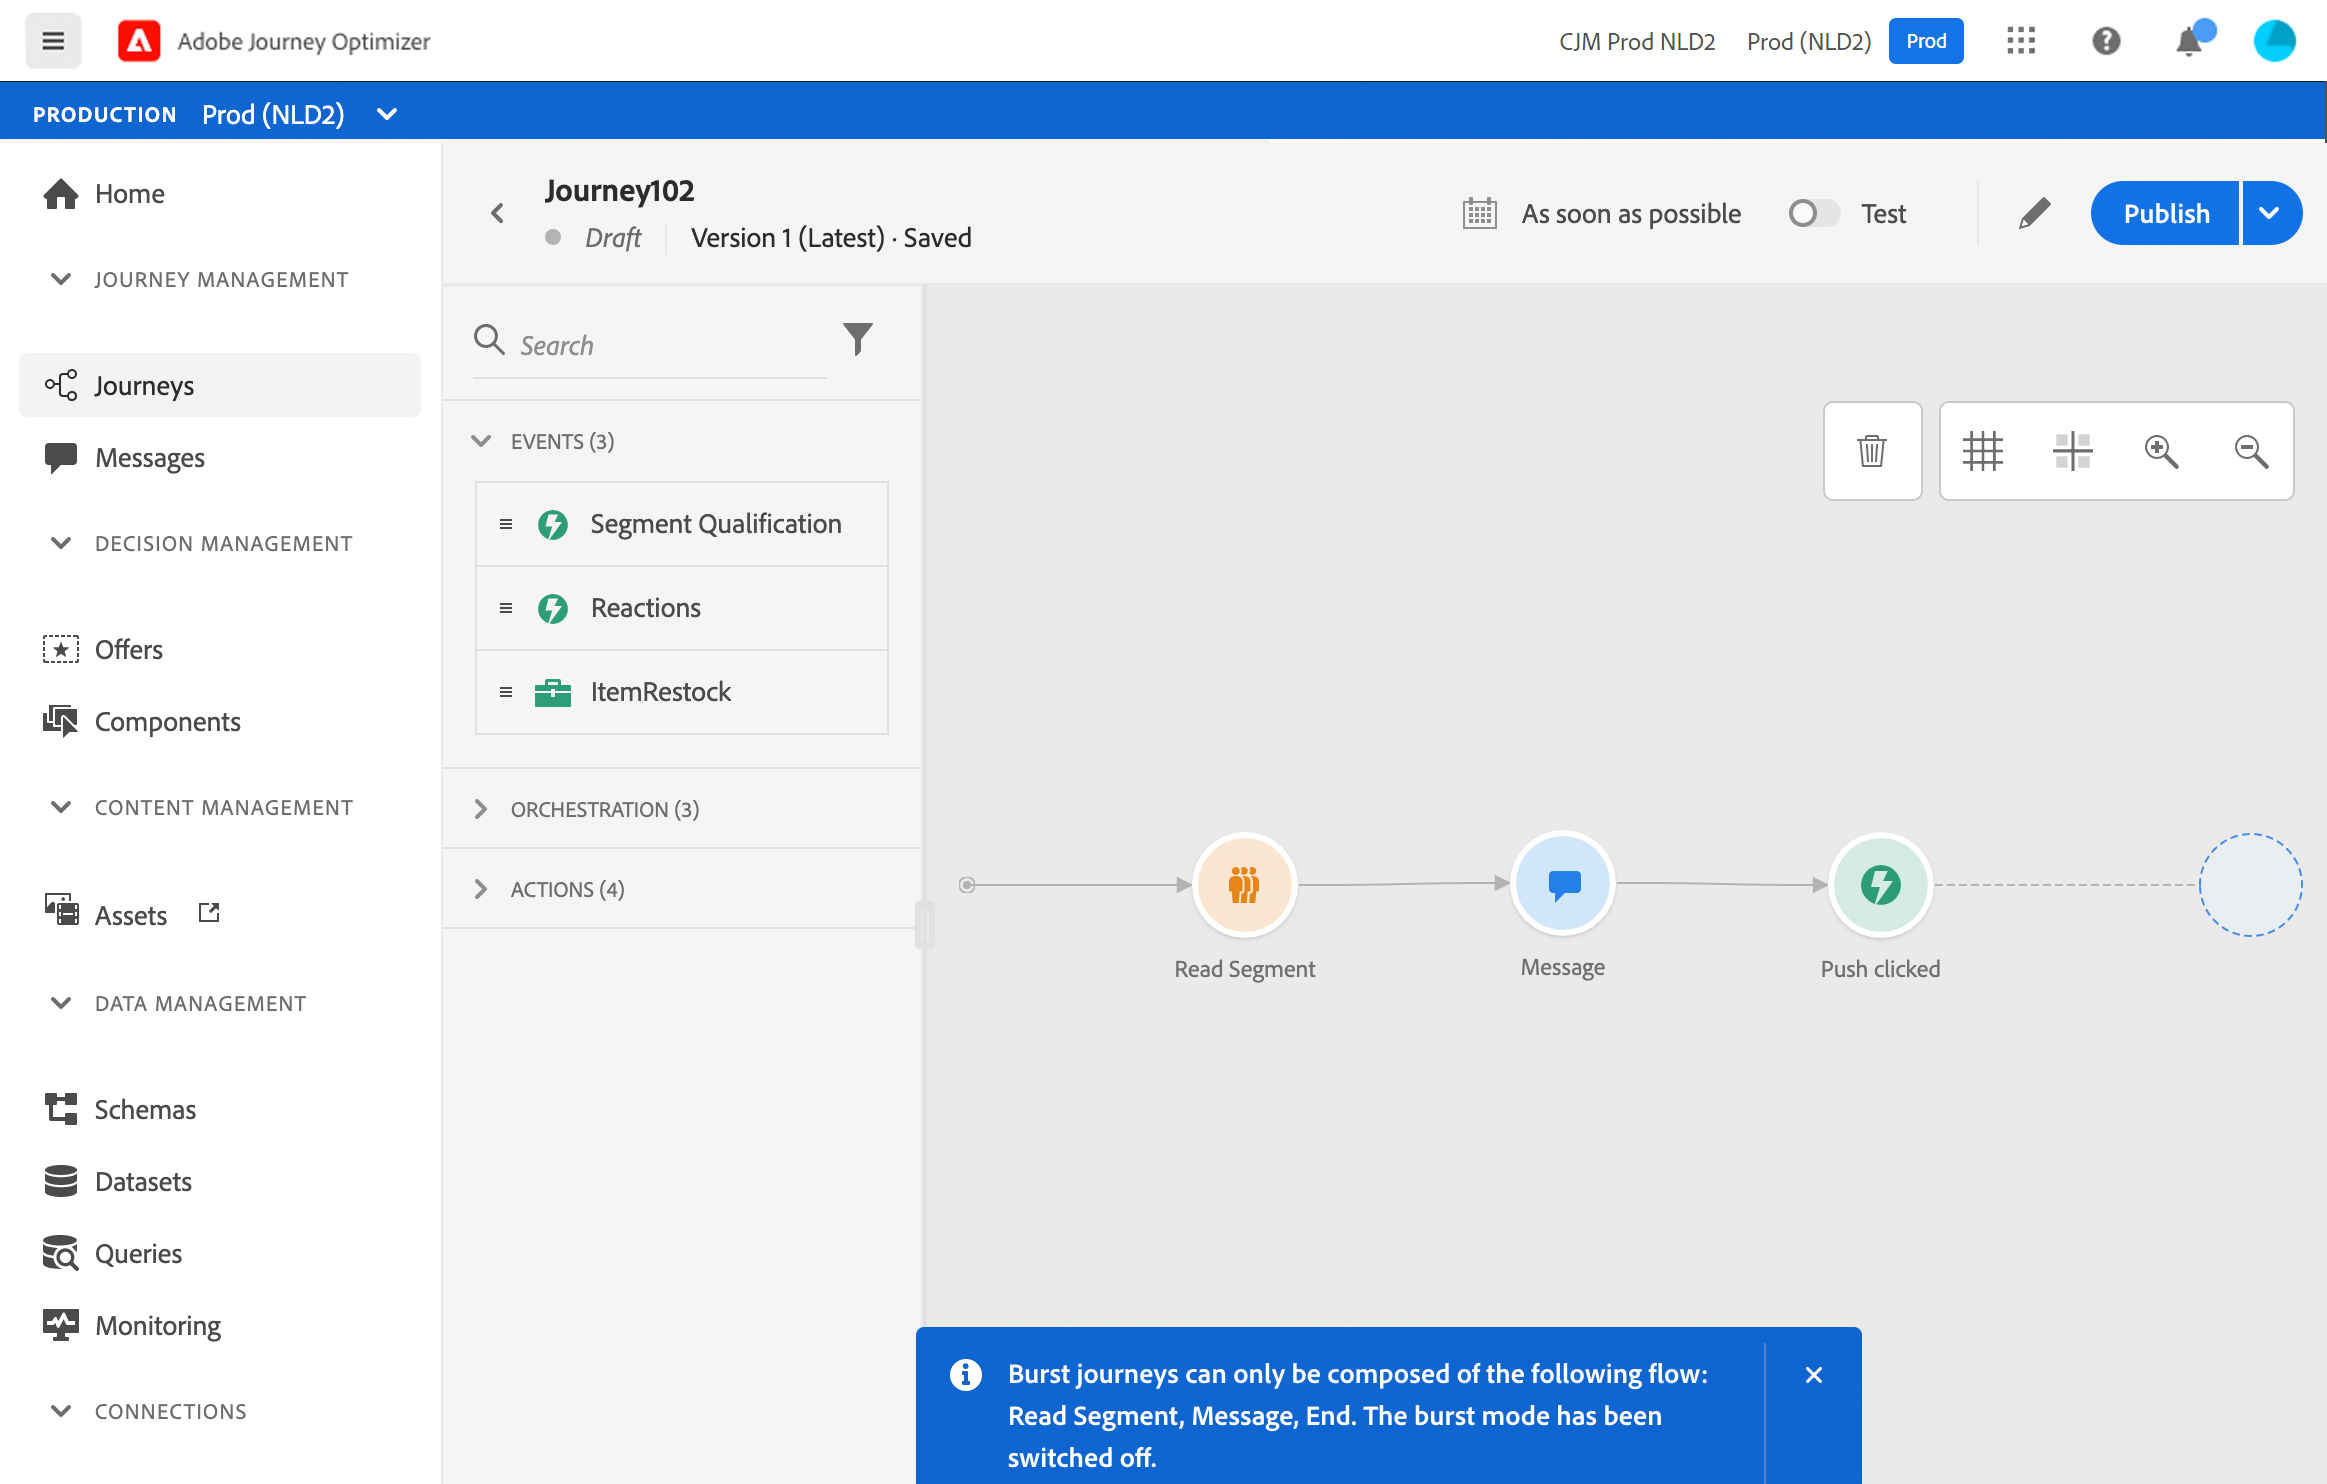 Adobe Journey Optimizer
CJM Prod NLD2
Prod (NLD2)
Prod
PRODUCTION Prod (NLD2)
Home
JOURNEY MANAGEMENT
Journeys
Messages
DECISION MANAGEMENT
Offers
Components
CONTENT MANAGEMENT
Assets
DATA MANAGEMENT
Schemas
Datasets
Queries
Monitoring
CONNECTIONS
Journey102
Draft
Version 1 (Latest) · Saved
As soon as possible
Test
Publish
Search
EVENTS (3)
Segment Qualification
Reactions
ItemRestock
ORCHESTRATION (3)
ACTIONS (4)
Read Segment
Message
Push clicked
Burst journeys can only be composed of the following flow:
Read Segment, Message, End. The burst mode has been
switched off.